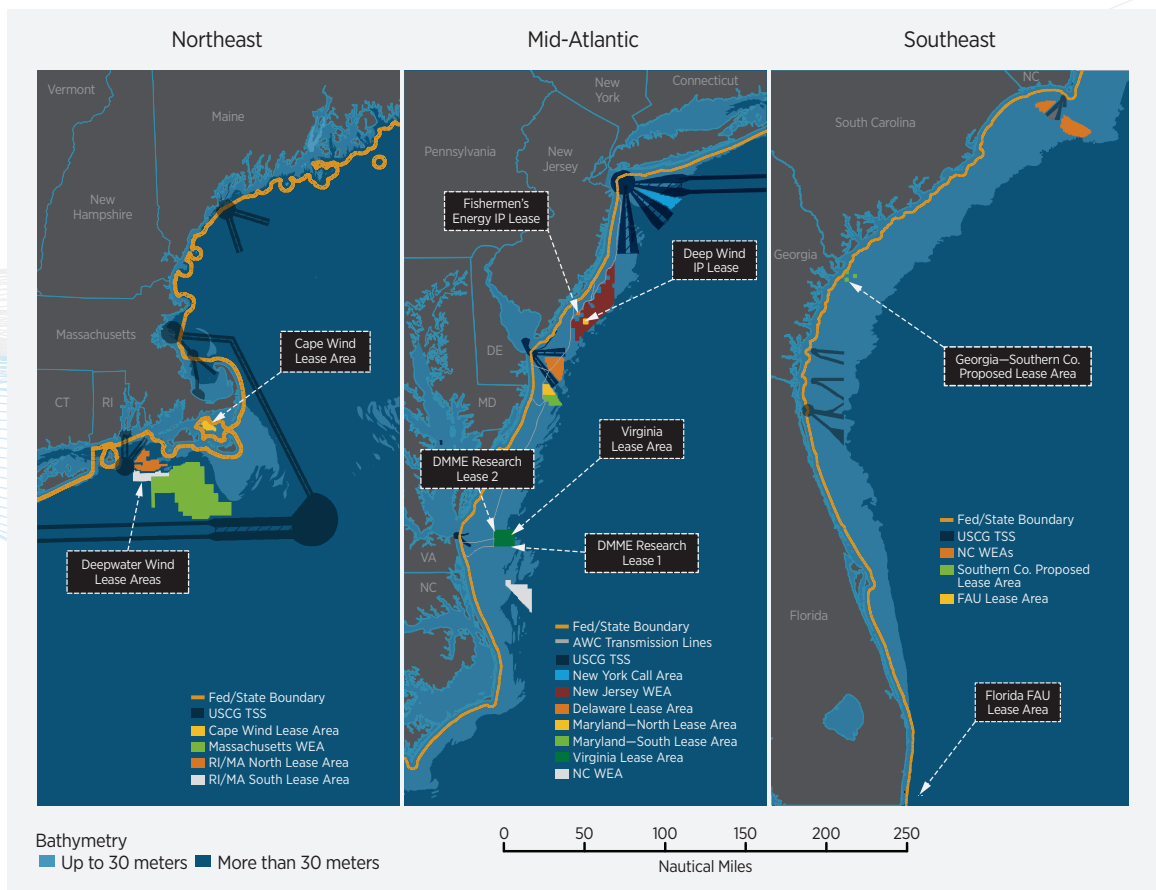 Northeast
Mid-Atlantic
Southeast
Vermont
Maine
New
Hampshire
Massachusetts
CT
RI
Cape Wind
Lease Area
Deepwater Wind
Lease Areas
Fed/State Boundary
USCG TSS
Cape Wind Lease Area
Massachusetts WEA
RI/MA North Lease Area
RI/MA South Lease Area
New
York
Connecticut
Pennsylvania
New
Jersey
Fishermen's
Energy IP Lease
Deep Wind
IP Lease
DE
MD
Virginia
Lease Area
DMME Research
Lease 2
DMME Research
Lease 1
VA
NC
Fed/State Boundary
AWC Transmission Lines
USCG TSS
New York Call Area
New Jersey WEA
Delaware Lease Area
Maryland—North Lease Area
Maryland—South Lease Area
Virginia Lease Area
NC WEA
NC
South Carolina
Georgia
Georgia—Southern Co.
Proposed Lease Area
Fed/State Boundary
USCG TSS
NC WEAs
Southern Co. Proposed
Lease Area
FAU Lease Area
Florida
Florida FAU
Lease Area
Bathymetry
Up to 30 meters
More than 30 meters
0 50 100 150 200 250
Nautical Miles